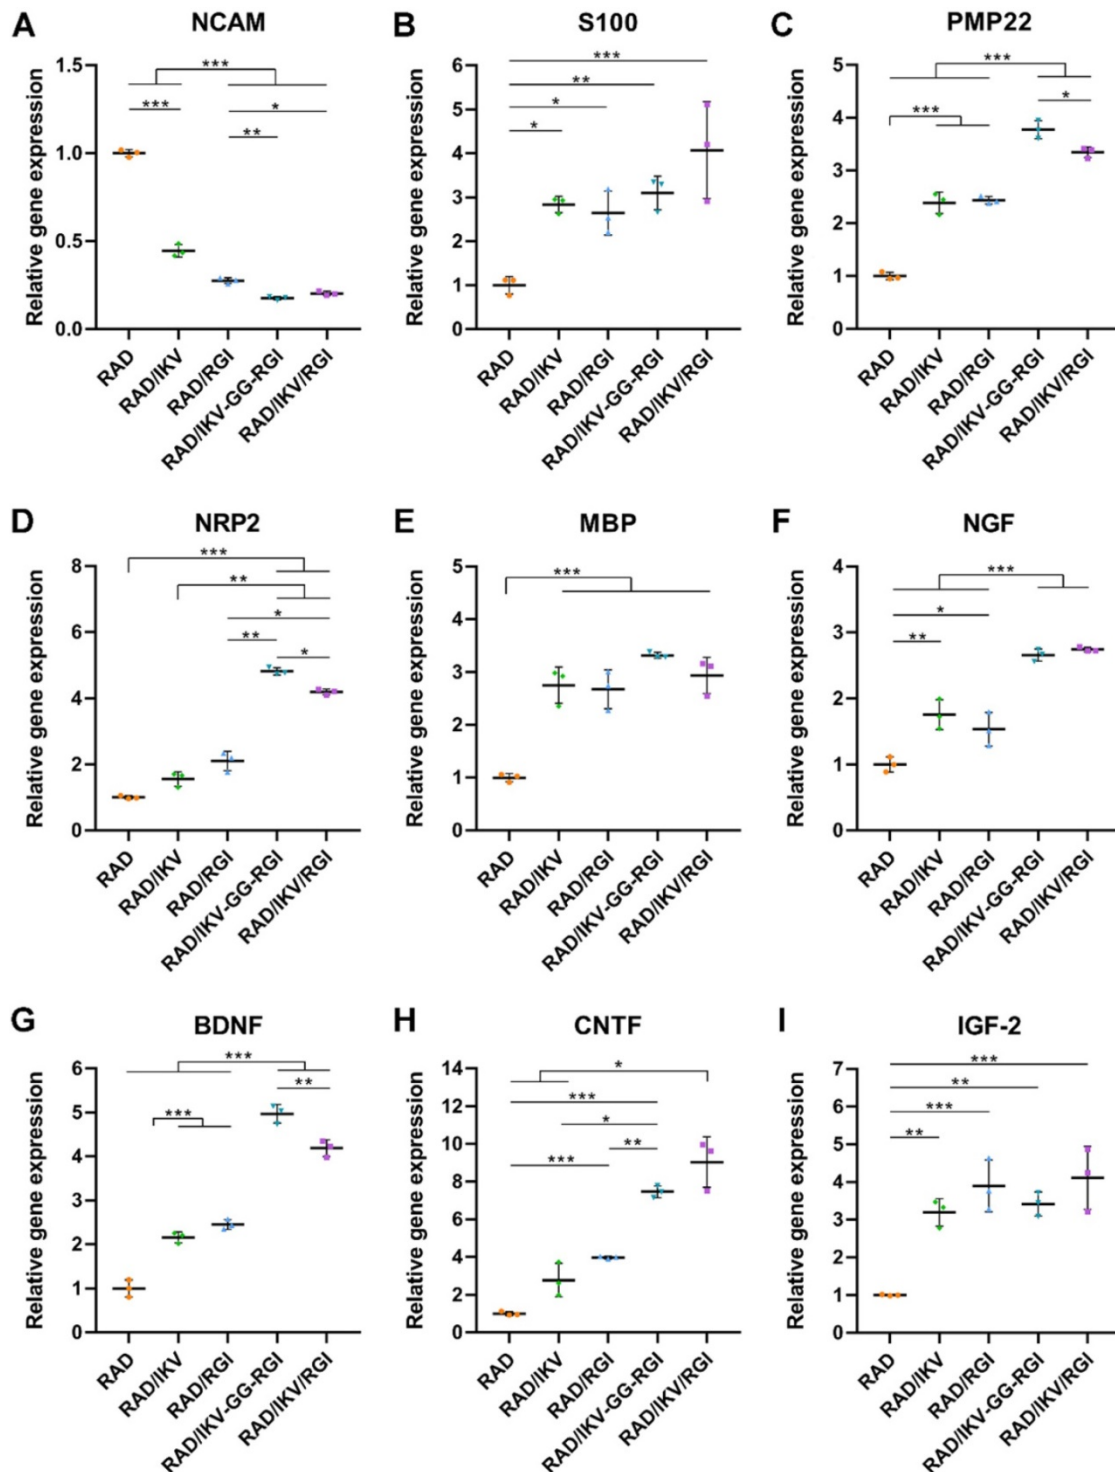 A NCAM
Relative gene expression
1.5
1.0
0.5
0.0
***
***
*
**
RAD
RAD/IKV
RAD/RGI
RAD/IKV-GG-RGI
RAD/IKV/RGI
B S100
Relative gene expression
6
5
4
3
2
1
0
***
**
*
*
RAD
RAD/IKV
RAD/RGI
RAD/IKV-GG-RGI
RAD/IKV/RGI
C PMP22
Relative gene expression
5
4
3
2
1
0
***
*
***
RAD
RAD/IKV
RAD/RGI
RAD/IKV-GG-RGI
RAD/IKV/RGI
D NRP2
Relative gene expression
8
6
4
2
0
***
**
*
**
*
RAD
RAD/IKV
RAD/RGI
RAD/IKV-GG-RGI
RAD/IKV/RGI
E MBP
Relative gene expression
5
4
3
2
1
0
***
RAD
RAD/IKV
RAD/RGI
RAD/IKV-GG-RGI
RAD/IKV/RGI
F NGF
Relative gene expression
4
3
2
1
0
***
*
**
RAD
RAD/IKV
RAD/RGI
RAD/IKV-GG-RGI
RAD/IKV/RGI
G BDNF
Relative gene expression
6
5
4
3
2
1
0
***
**
***
RAD
RAD/IKV
RAD/RGI
RAD/IKV-GG-RGI
RAD/IKV/RGI
H CNTF
Relative gene expression
14
12
10
8
6
4
2
0
*
***
*
**
***
RAD
RAD/IKV
RAD/RGI
RAD/IKV-GG-RGI
RAD/IKV/RGI
I IGF-2
Relative gene expression
7
6
5
4
3
2
1
0
***
**
***
**
RAD
RAD/IKV
RAD/RGI
RAD/IKV-GG-RGI
RAD/IKV/RGI